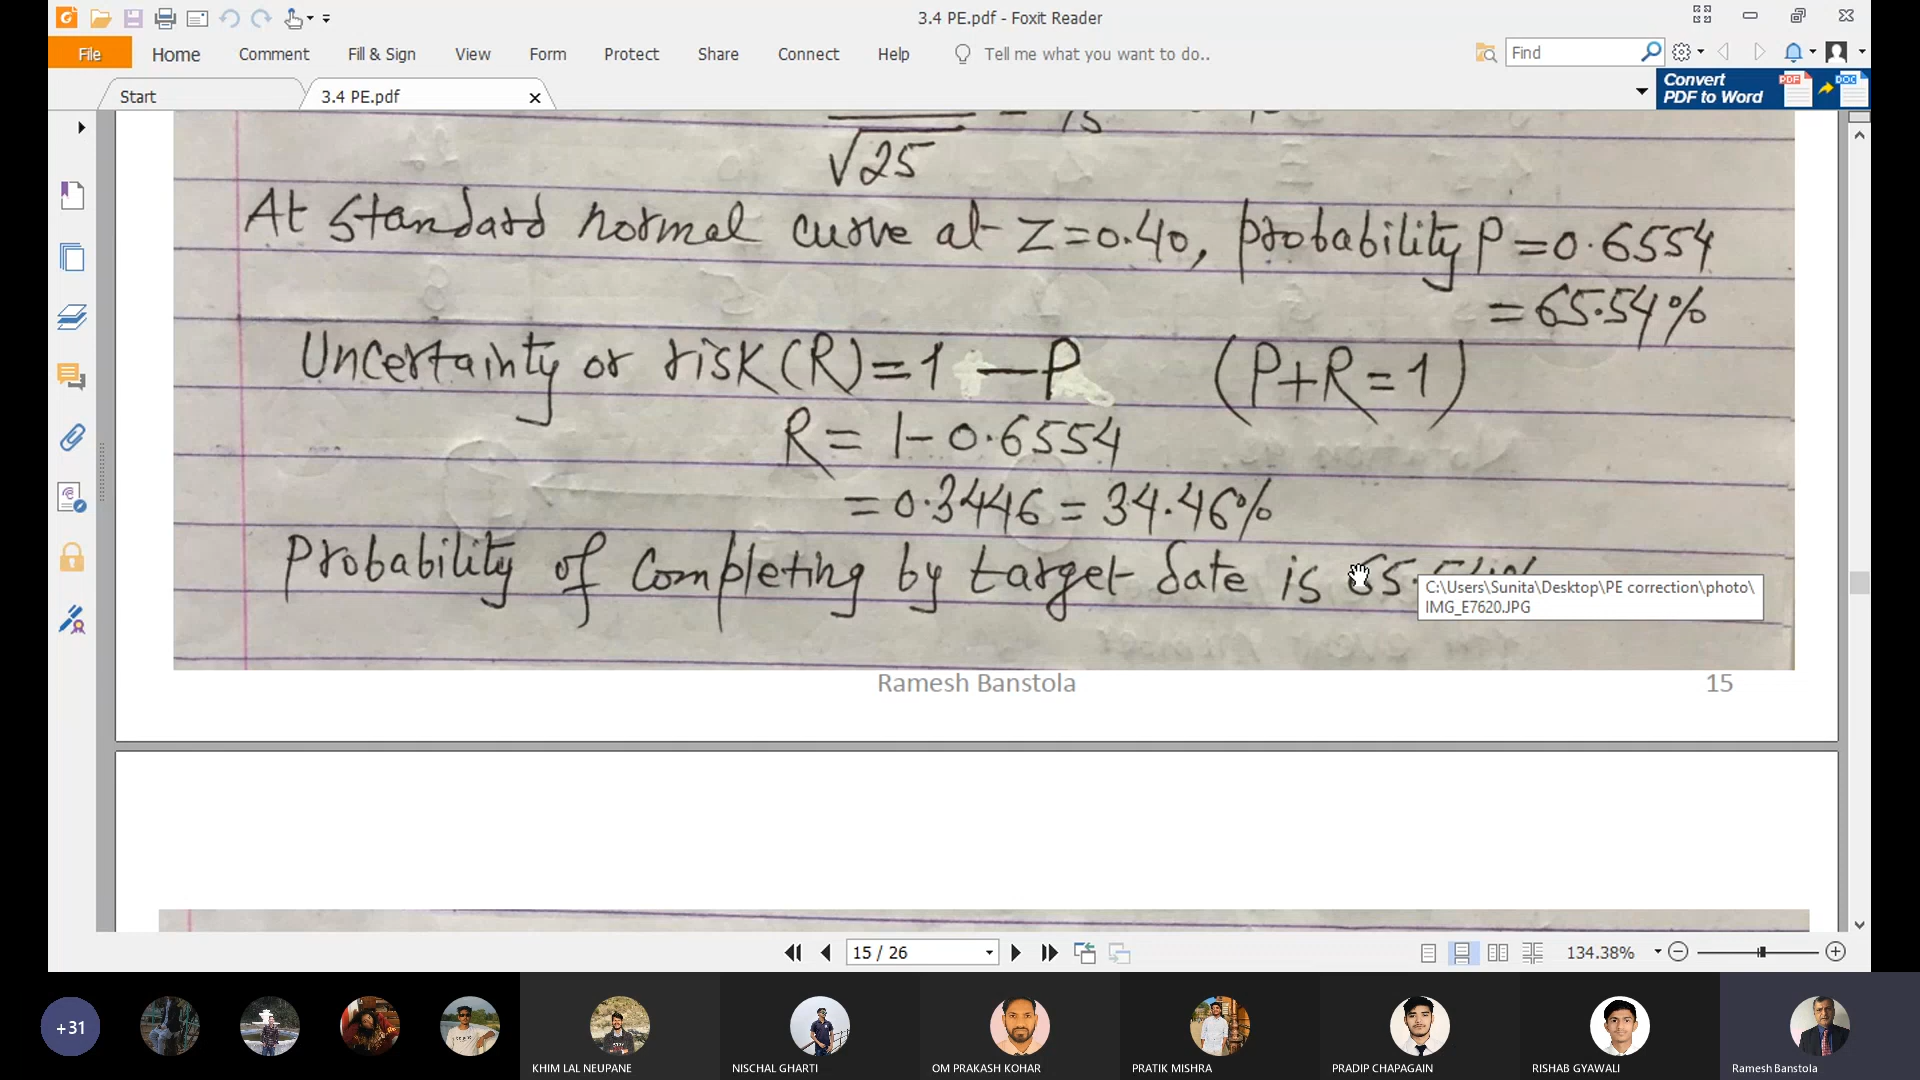 3.4 PE.pdf - Foxit Reader
File Home Comment Fill & Sign View Form Protect Share Connect Help Tell me what you want to do.. Find
Start 3.4 PE.pdf
Convert PDF to Word PDF DOC
√25
At standard normal curve at Z=0.40, probability P=0.6554
=65.54%
Uncertainty or risk (R)=1 -P (P+R=1)
R= 1-0.6554
=0.3446=34.46%
Probability of Completing by target date is 65.54%
C:\Users\Sunita\Desktop\PE correction\photo\
IMG_E7620.JPG
Ramesh Banstola 15
15 / 26 134.38%
+31
KHIM LAL NEUPANE NISCHAL GHARTI OM PRAKASH KOHAR PRATIK MISHRA PRADIP CHAPAGAIN RISHAB GYAWALI Ramesh Banstola